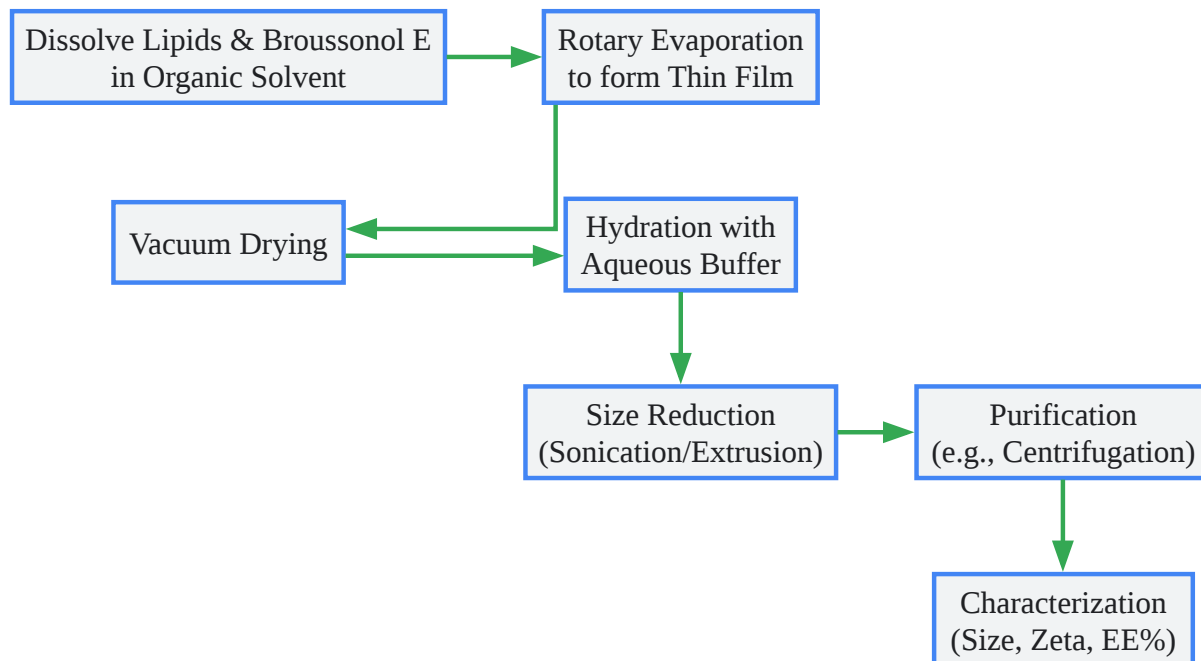 Dissolve Lipids & Broussonol E
in Organic Solvent
Rotary Evaporation
to form Thin Film
Vacuum Drying
Hydration with
Aqueous Buffer
Size Reduction
(Sonication/Extrusion)
Purification
(e.g., Centrifugation)
Characterization
(Size, Zeta, EE%)